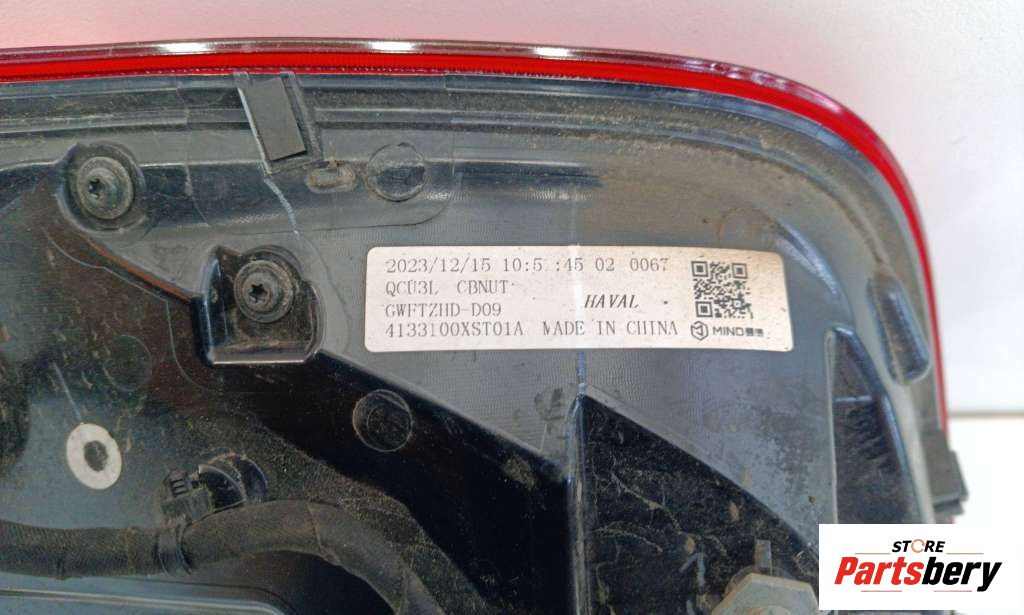 2023/12/15 10:5 :45 02 0067
QCU3L CBNUT
HAVAL
GWFTZHD-D09
4133100XST01A MADE IN CHINA MIND
STORE
Partsbery